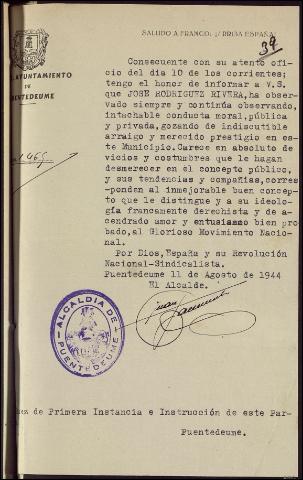 SALUDO A FRANCO: ¡ARRIBA ESPAÑA!
39
AYUNTAMIENTO
DE
PUENTEDEUME
Consecuente con su atento ofi
cio del día 10 de los corrientes;
tengo el honor de informar a V.S.
que JOSÉ RODRIGUEZ RIVERA, ha obser
vado siempre y continúa observando,
intachable conducta moral, pública
y privada, gozando de indiscutible
arraigo y merecido prestigio en es
te Municipio. Carece en absoluto de
vicios y costumbres que le hagan
desmerecer en el concepto público,
y sus tendencias y compañías, corres
-ponden al inmejorable buen concep-
to que le distingue y a su ideolo-
gía francamente derechista y de a-
cendrado amor y entusiasmo bien pro
bado, al Glorioso Movimiento Nacio-
nal.
Por Dios, España y su Revolución
Nacional-Sindicalista.
Puentedeume 11 de Agosto de 1944
El Alcalde.
ALCALDIA DE
PUENTEDEUME
ez de Primera Instancia e Instrucción de este Par-
Puentedeume.